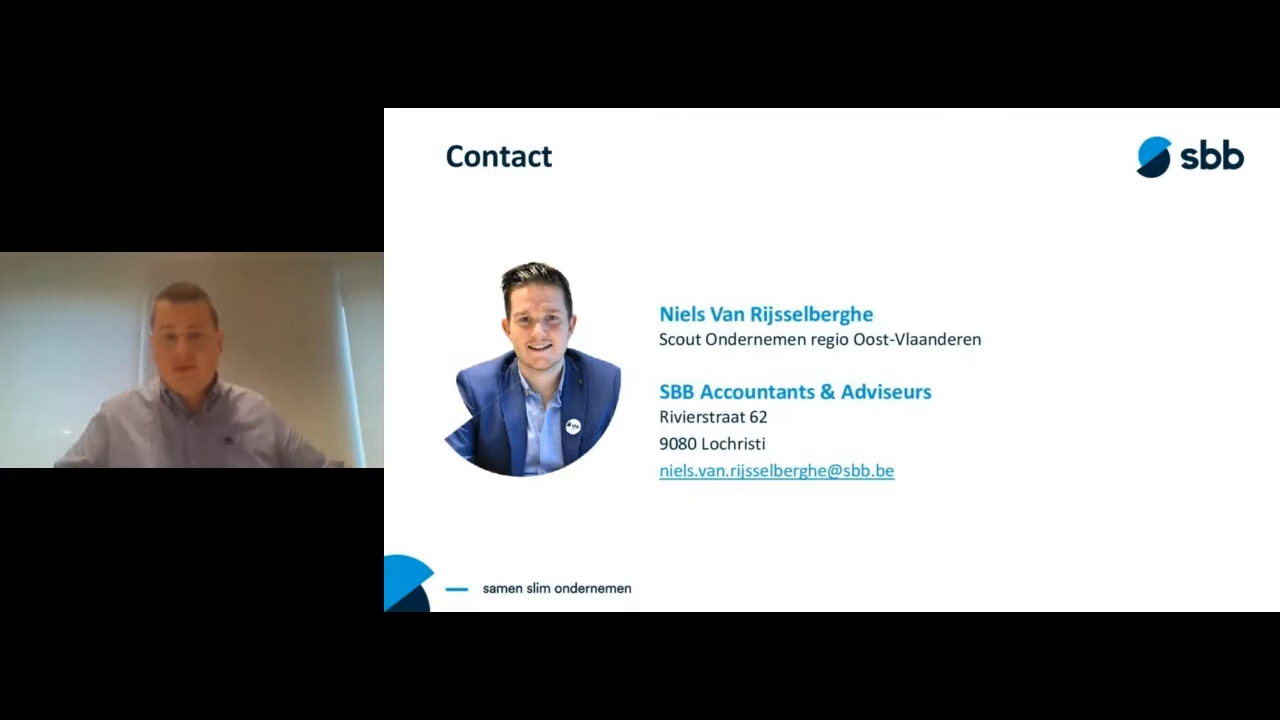 Contact
sbb
Niels Van Rijsselberghe
Scout Ondernemen regio Oost-Vlaanderen
SBB Accountants & Adviseurs
Rivierstraat 62
9080 Lochristi
niels.van.rijsselberghe@sbb.be
samen slim ondernemen